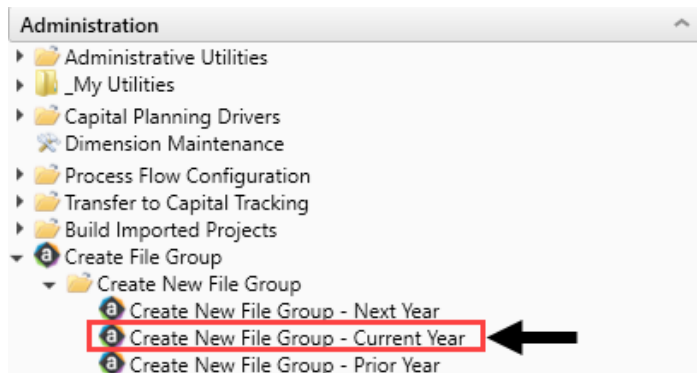 Administration
Administrative Utilities
_My Utilities
Capital Planning Drivers
Dimension Maintenance
Process Flow Configuration
Transfer to Capital Tracking
Build Imported Projects
Create File Group
Create New File Group
Create New File Group - Next Year
Create New File Group - Current Year
Create New File Group - Prior Year